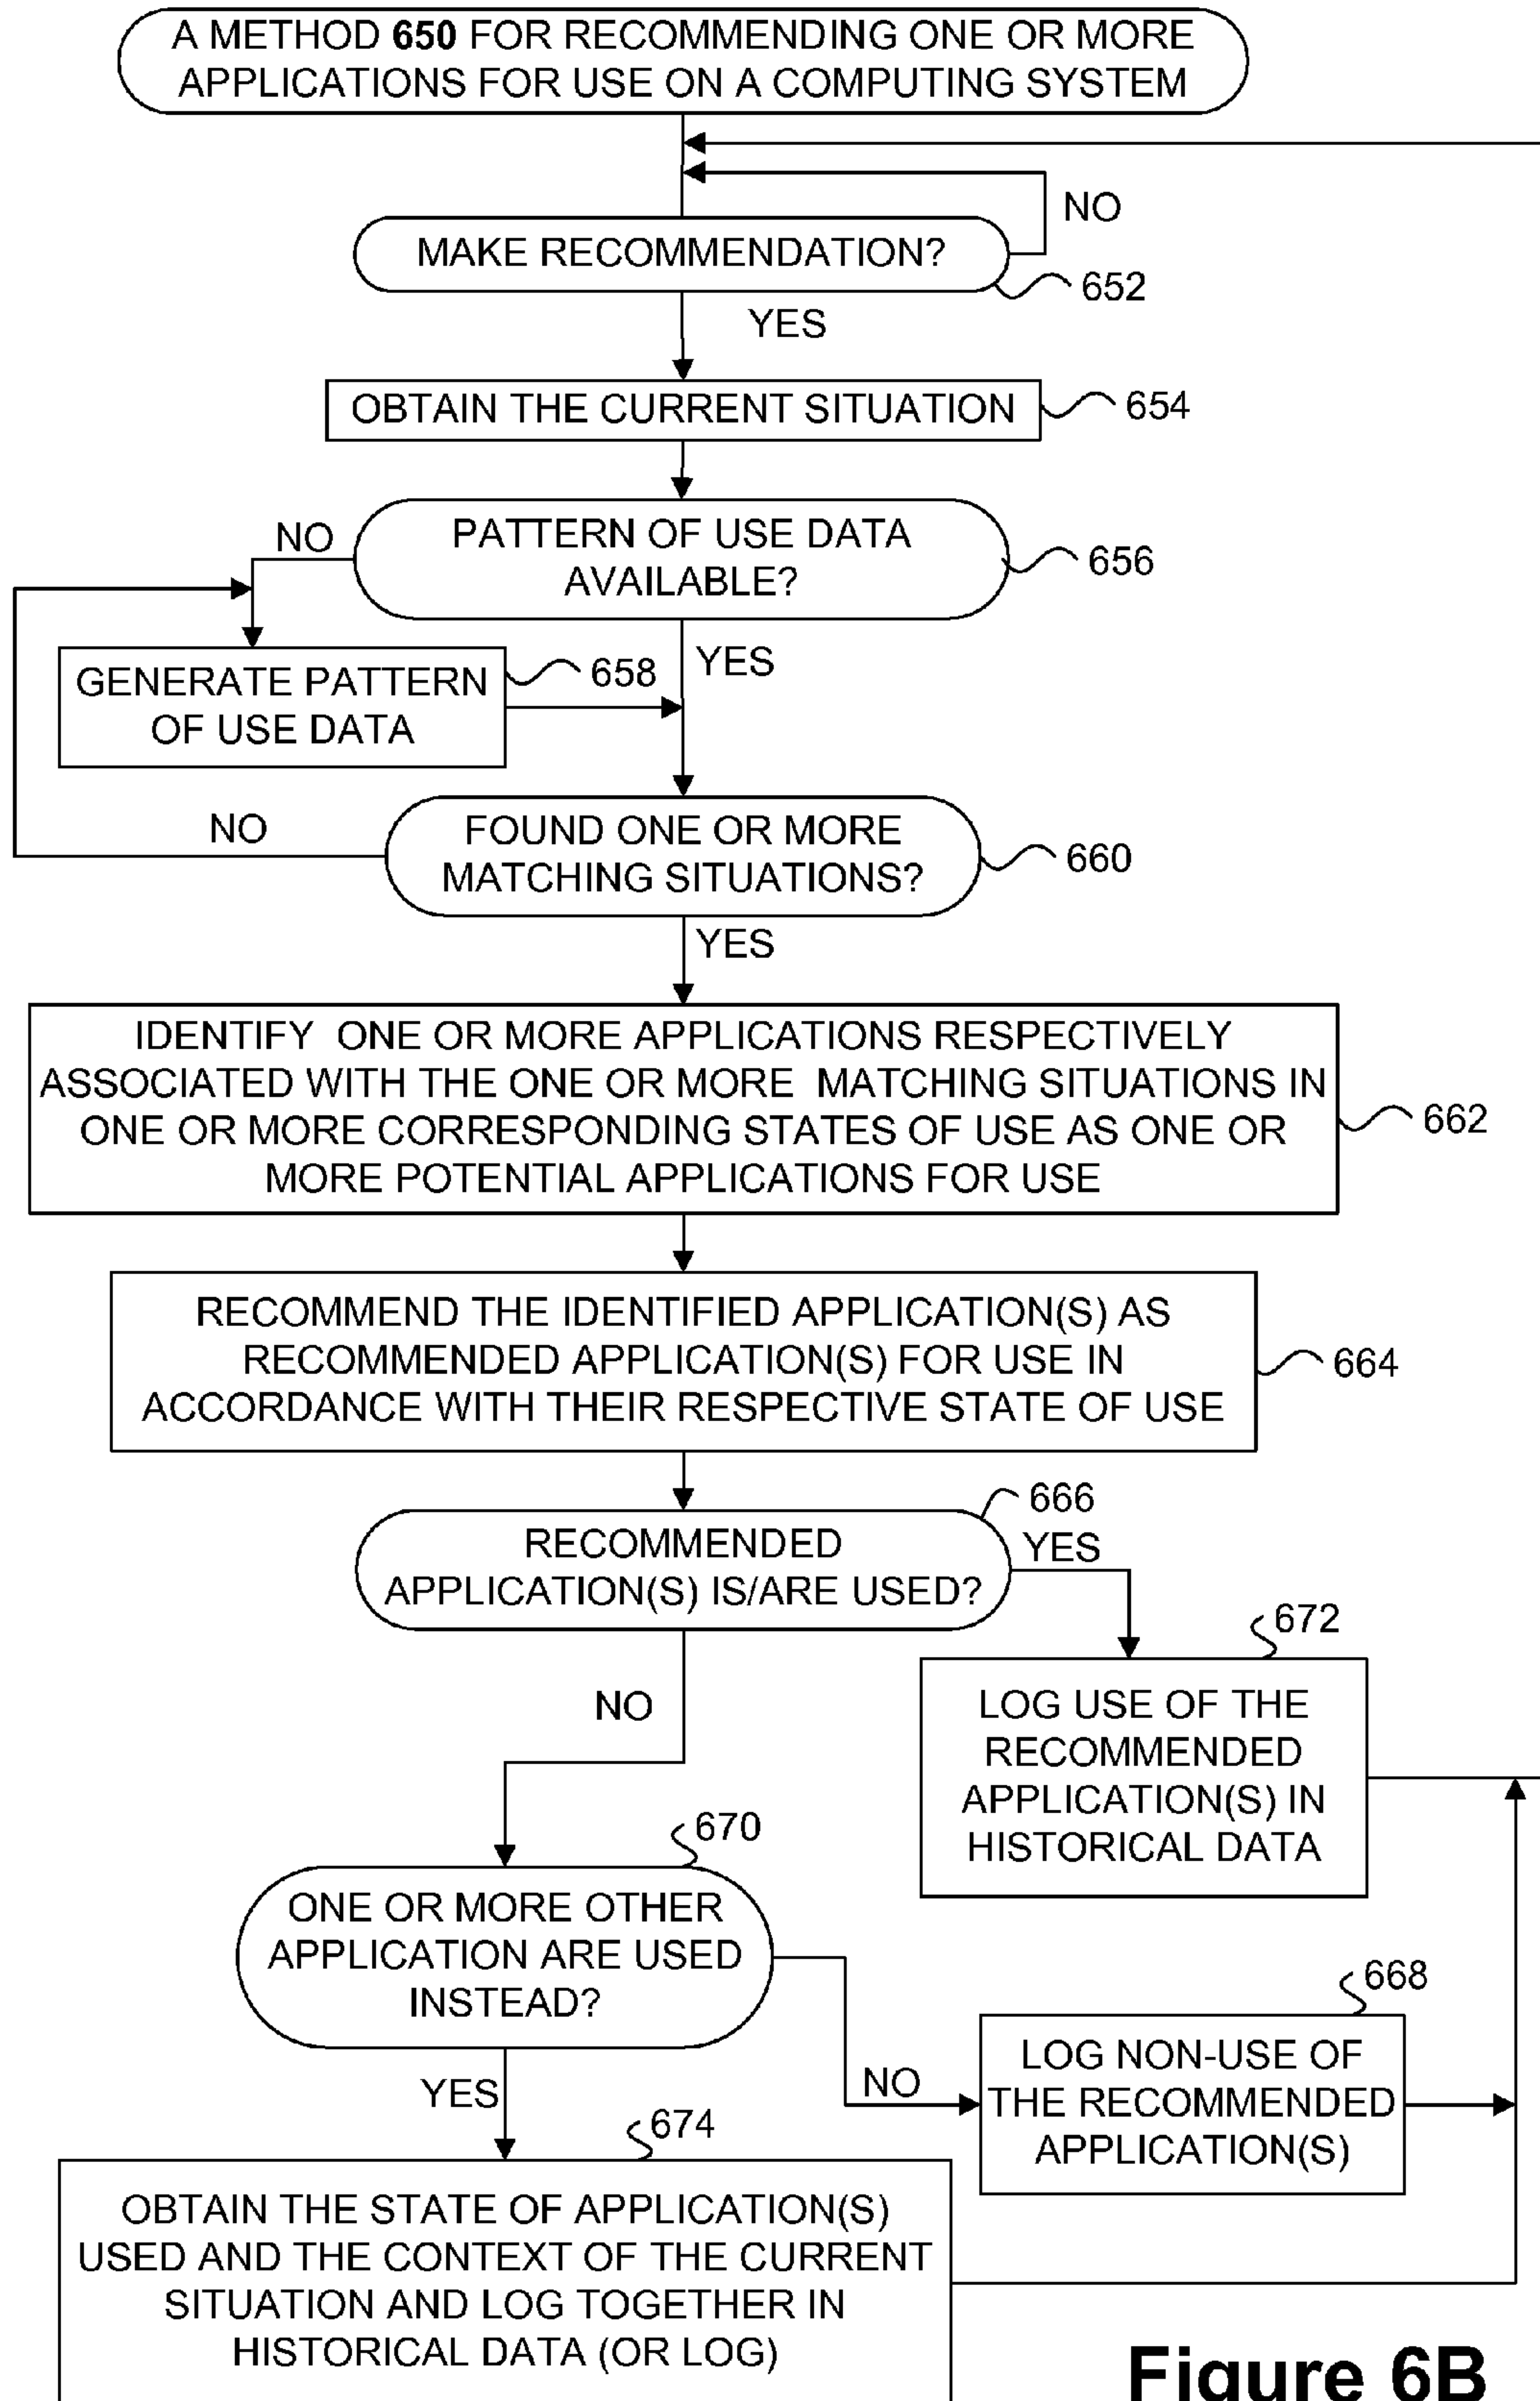 A METHOD 650 FOR RECOMMENDING ONE OR MORE
APPLICATIONS FOR USE ON A COMPUTING SYSTEM
NO
MAKE RECOMMENDATION?
652
YES
OBTAIN THE CURRENT SITUATION
654
NO
PATTERN OF USE DATA
AVAILABLE?
656
YES
658
GENERATE PATTERN
OF USE DATA
NO
FOUND ONE OR MORE
MATCHING SITUATIONS?
660
YES
IDENTIFY ONE OR MORE APPLICATIONS RESPECTIVELY
ASSOCIATED WITH THE ONE OR MORE MATCHING SITUATIONS IN
ONE OR MORE CORRESPONDING STATES OF USE AS ONE OR
MORE POTENTIAL APPLICATIONS FOR USE
662
RECOMMEND THE IDENTIFIED APPLICATION(S) AS
RECOMMENDED APPLICATION(S) FOR USE IN
ACCORDANCE WITH THEIR RESPECTIVE STATE OF USE
664
666
RECOMMENDED
APPLICATION(S) IS/ARE USED?
YES
672
NO
LOG USE OF THE
RECOMMENDED
APPLICATION(S) IN
HISTORICAL DATA
670
ONE OR MORE OTHER
APPLICATION ARE USED
INSTEAD?
668
NO
LOG NON-USE OF
THE RECOMMENDED
APPLICATION(S)
YES
674
OBTAIN THE STATE OF APPLICATION(S)
USED AND THE CONTEXT OF THE CURRENT
SITUATION AND LOG TOGETHER IN
HISTORICAL DATA (OR LOG)
Figure 6B